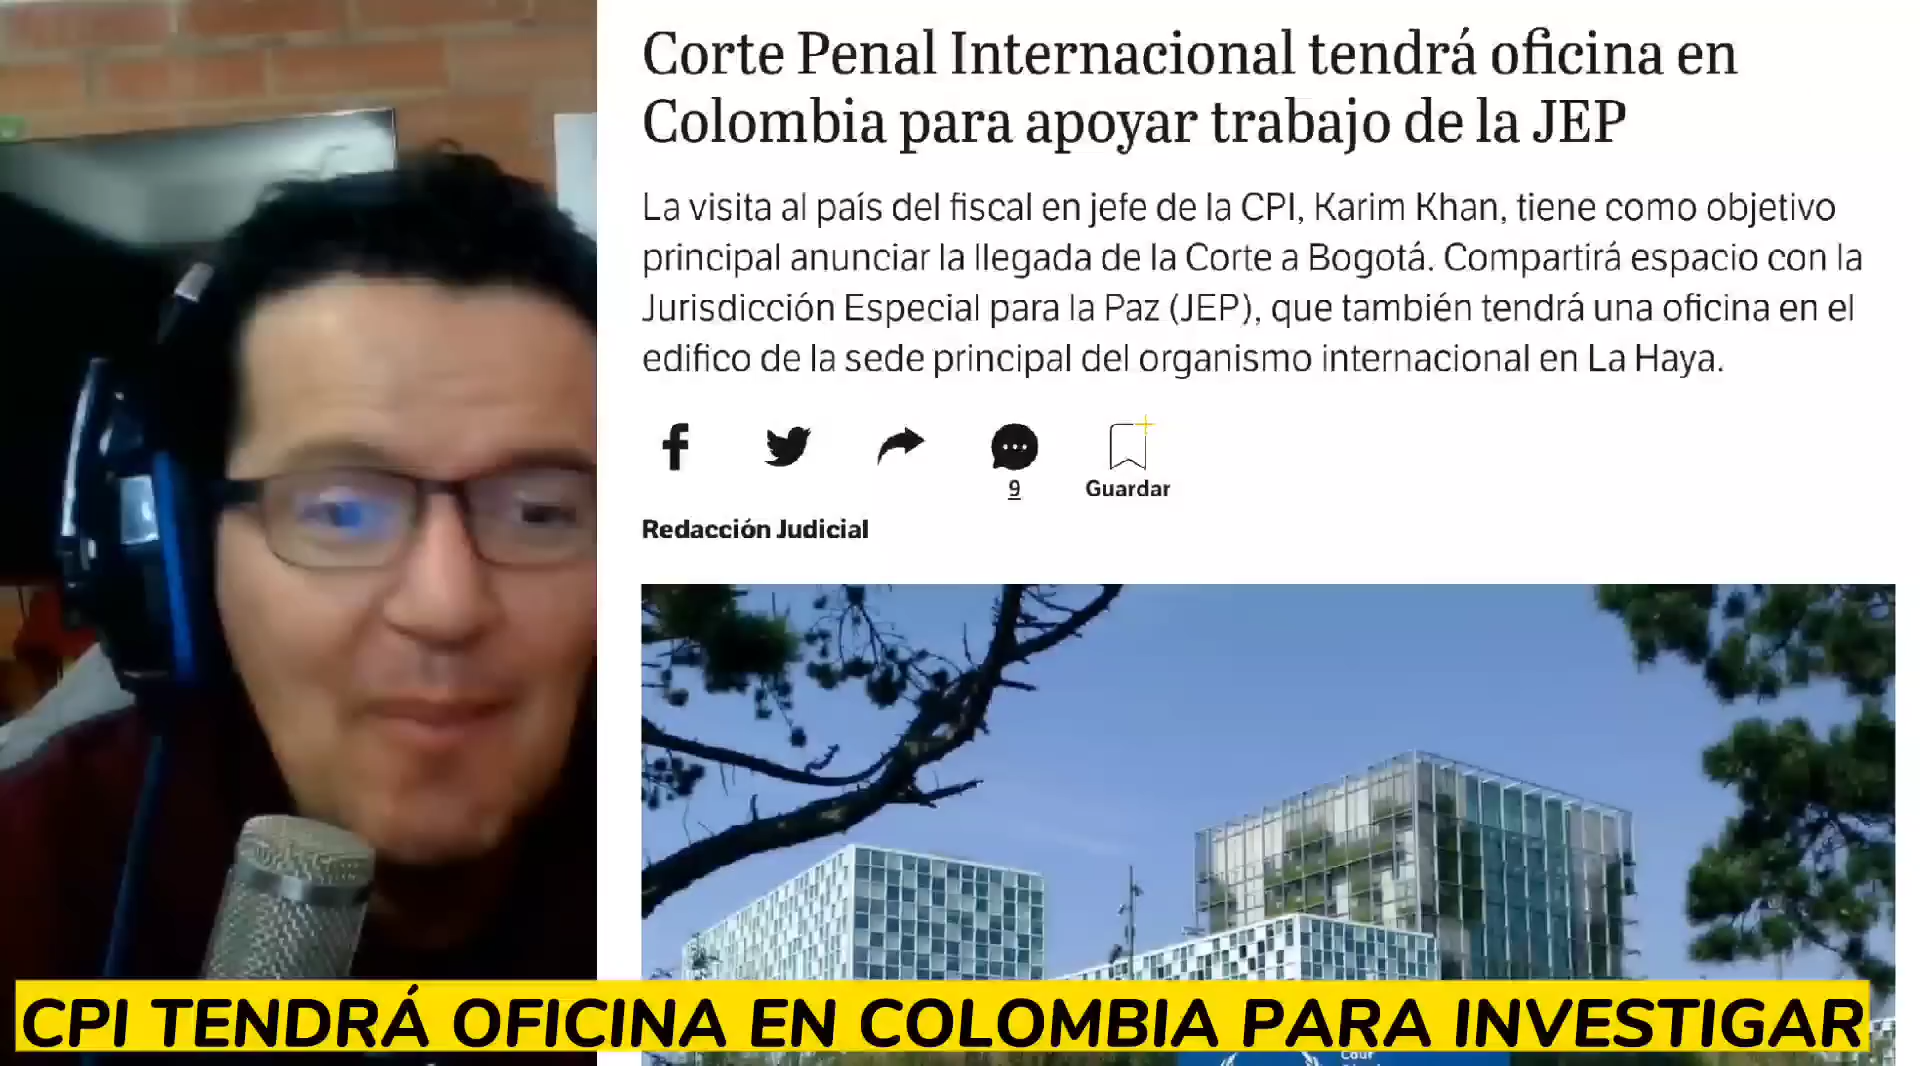 Corte Penal Internacional tendrá oficina en
Colombia para apoyar trabajo de la JEP
La visita al país del fiscal en jefe de la CPI, Karim Khan, tiene como objetivo
principal anunciar la llegada de la Corte a Bogotá. Compartirá espacio con la
Jurisdicción Especial para la Paz (JEP), que también tendrá una oficina en el
edifico de la sede principal del organismo internacional en La Haya.
9
Guardar
Redacción Judicial
CPI TENDRÁ OFICINA EN COLOMBIA PARA INVESTIGAR
Cour